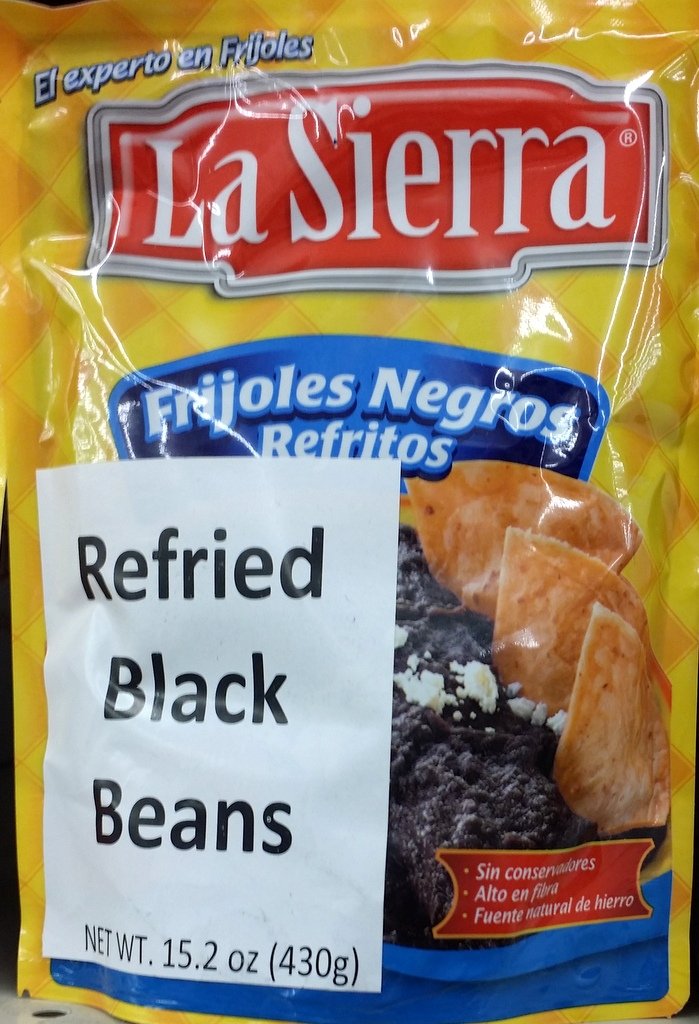 El experto en Frijoles
La Sierra®
Frijoles Negros
Refritos
Refried
Black
Beans
NET WT. 15.2 oz (430g)
· Sin conservadores
· Alto en fibra
· Fuente natural de hierro